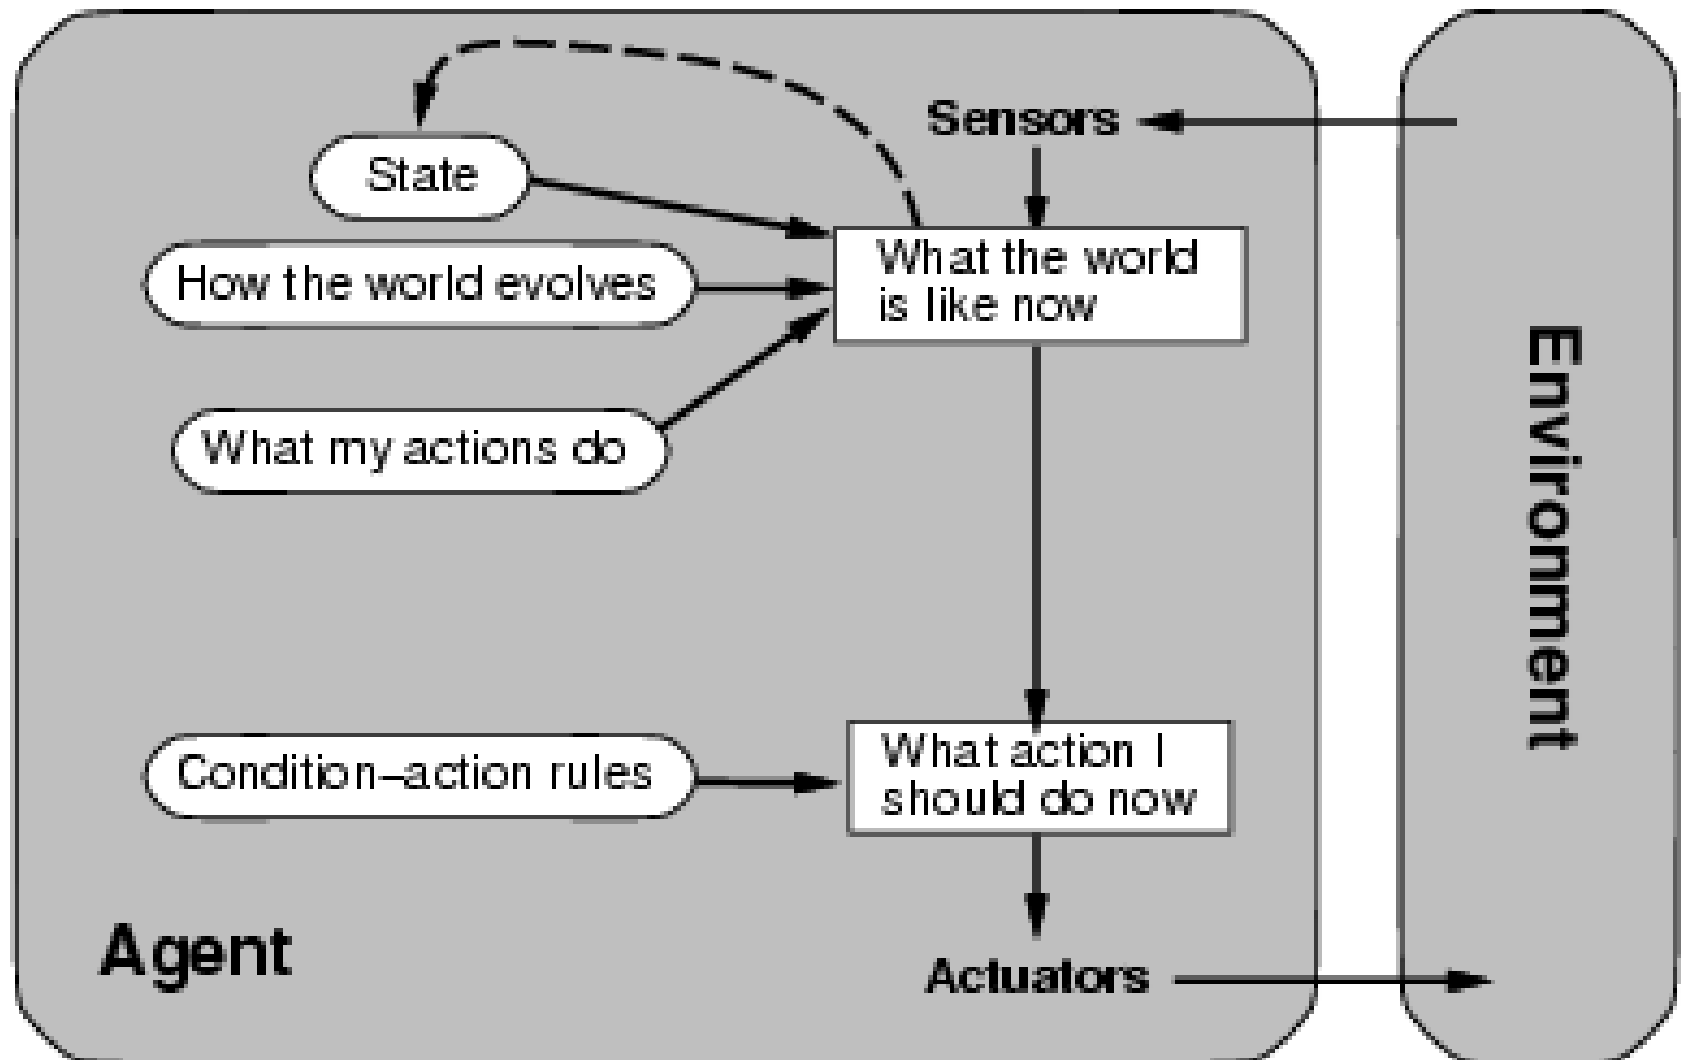 Sensors
State
What the world
is like now
How the world evolves
What my actions do
Environment
Condition–action rules
What action I
should do now
Agent
Actuators